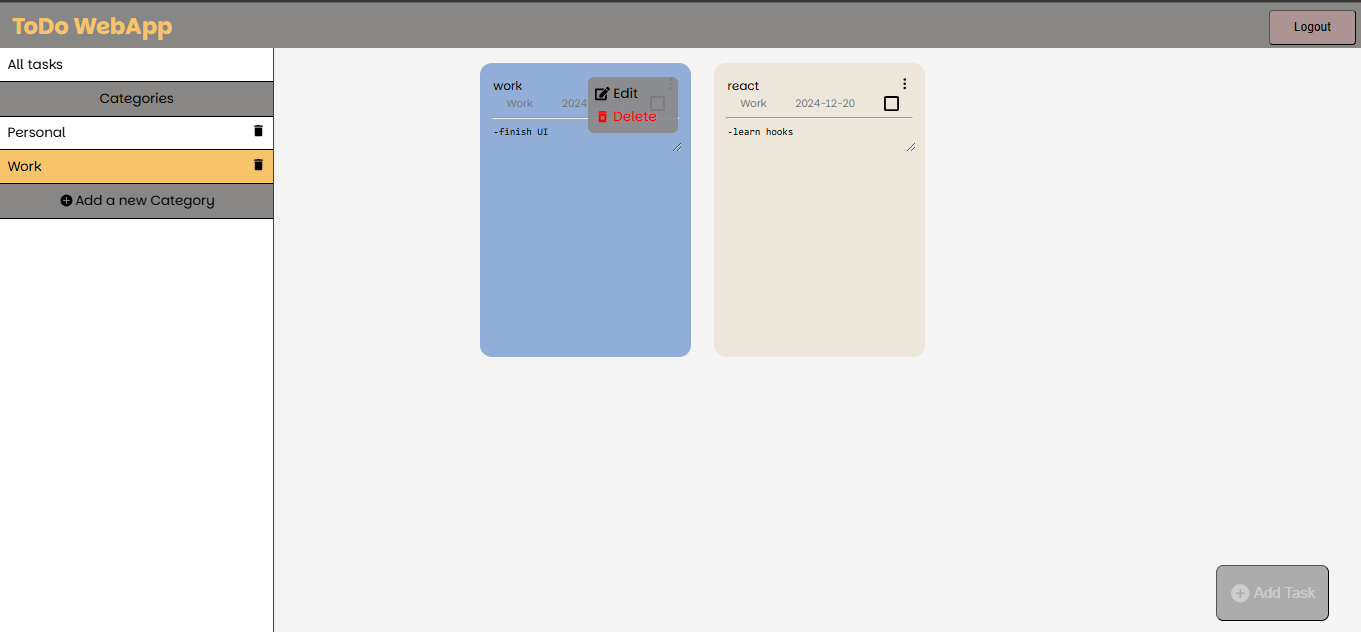 ToDo WebApp
Logout
All tasks
Categories
Personal
Work
Add a new Category
work
Edit
Work 2024
Delete
-finish UI
react
Work 2024-12-20
-learn hooks
Add Task